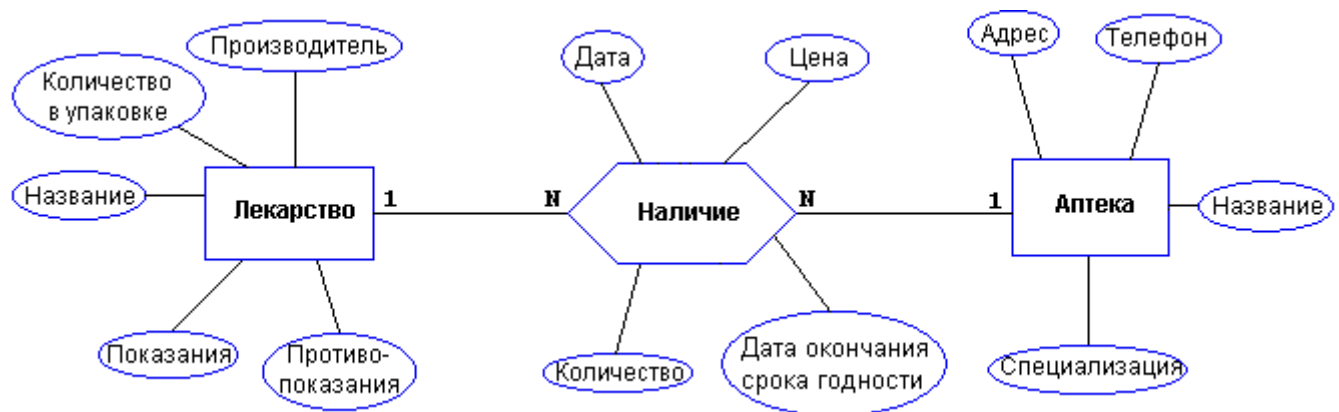 Производитель
Количество
в упаковке
Название
Лекарство
Показания
Противо-
показания
1
N
Дата
Цена
Наличие
Количество
Дата окончания
срока годности
N
1
Адрес
Телефон
Аптека
Название
Специализация